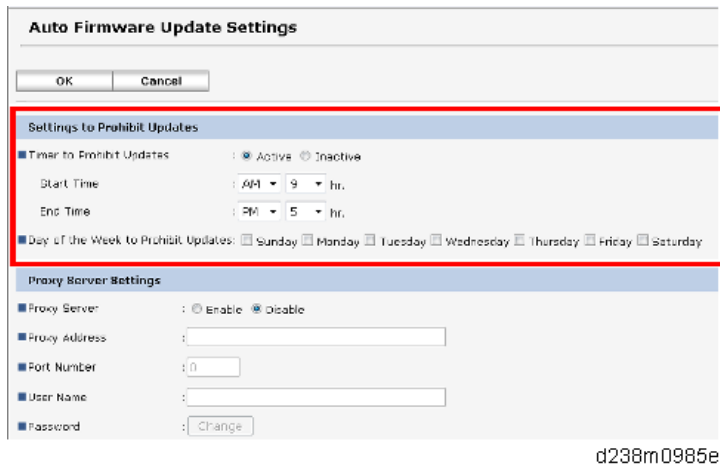 Auto Firmware Update Settings
OK Cancel
Settings to Prohibit Updates
Timer to Prohibit Updates : Active Inactive
Start Time : AM 9 hr.
End Time : PM 5 hr.
Day of the Week to Prohibit Updates: Sunday Monday Tuesday Wednesday Thursday Friday Saturday
Proxy Server Settings
Proxy Server : Enable Disable
Proxy Address :
Port Number : 0
User Name :
Password : Change
d238m0985e